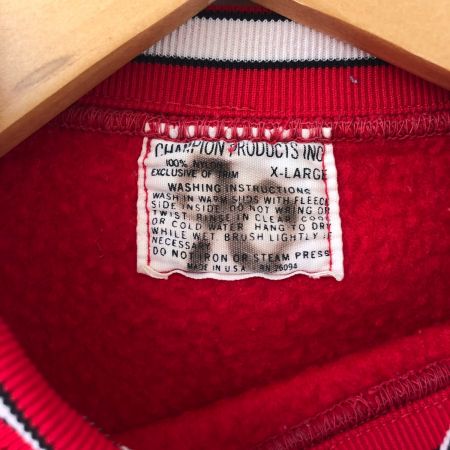 CHAMPION PRODUCTS INC
100% NYLON
EXCLUSIVE OF TRIM X-LARGE
WASHING INSTRUCTIONS
WASH IN WARM SUDS WITH FLEECE
SIDE INSIDE. DO NOT WRING OR
TWIST. RINSE IN CLEAR, COOL
OR COLD WATER. HANG TO DRY
WHILE WET. BRUSH LIGHTLY IF
NECESSARY
DO NOT IRON OR STEAM PRESS
MADE IN U.S.A. RN 26094